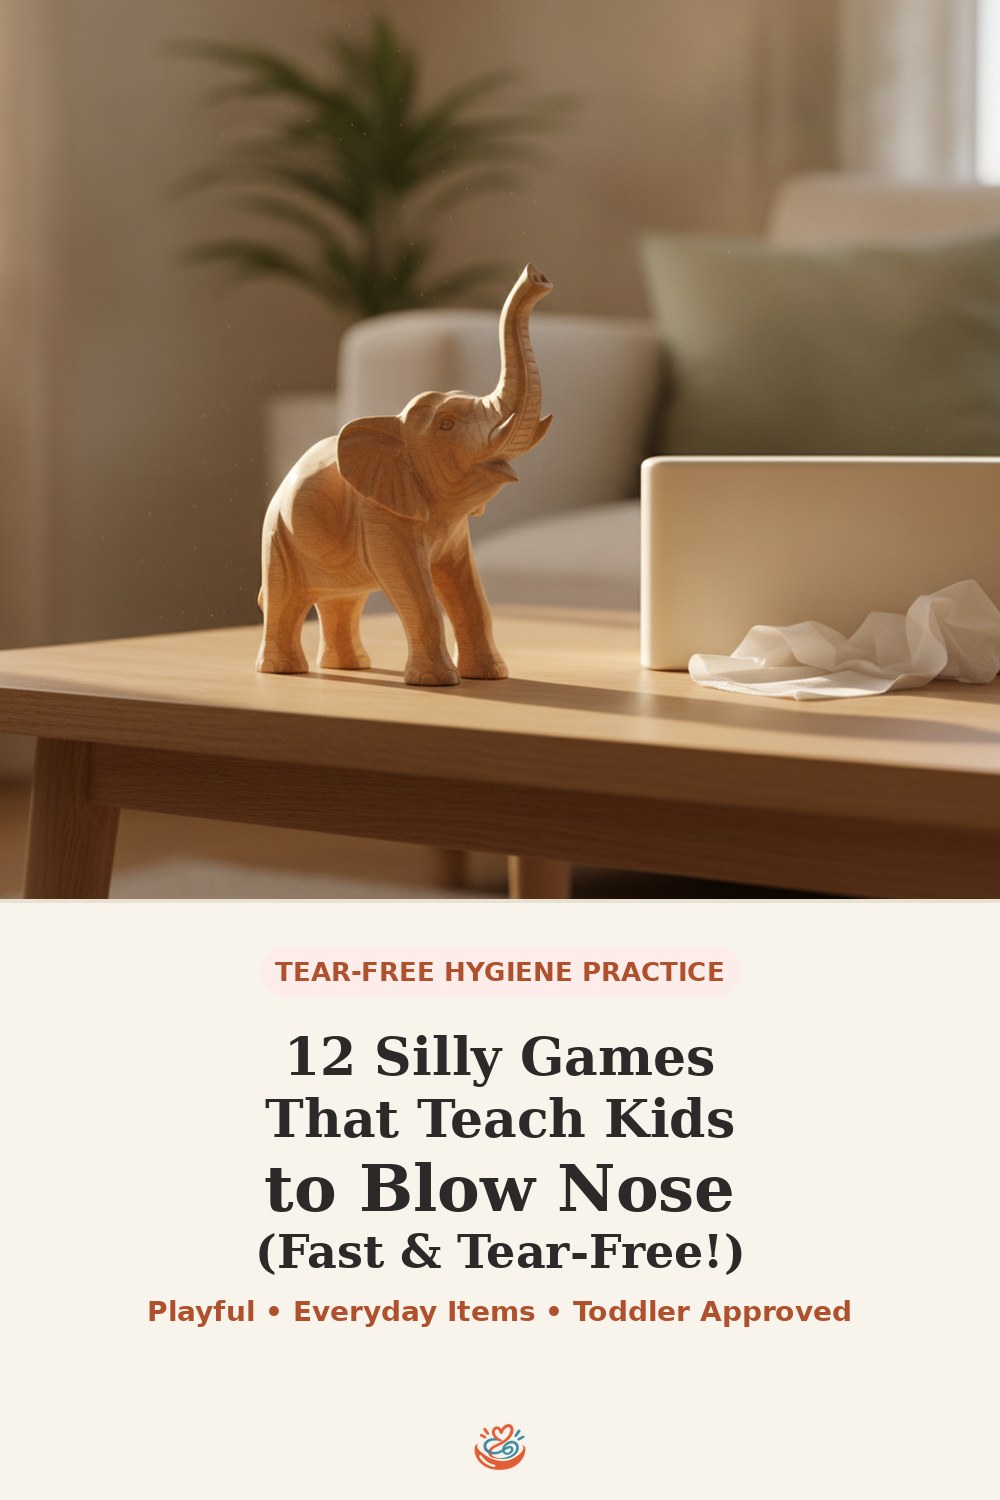 TEAR-FREE HYGIENE PRACTICE
12 Silly Games
That Teach Kids
to Blow Nose
(Fast & Tear-Free!)
Playful • Everyday Items • Toddler Approved